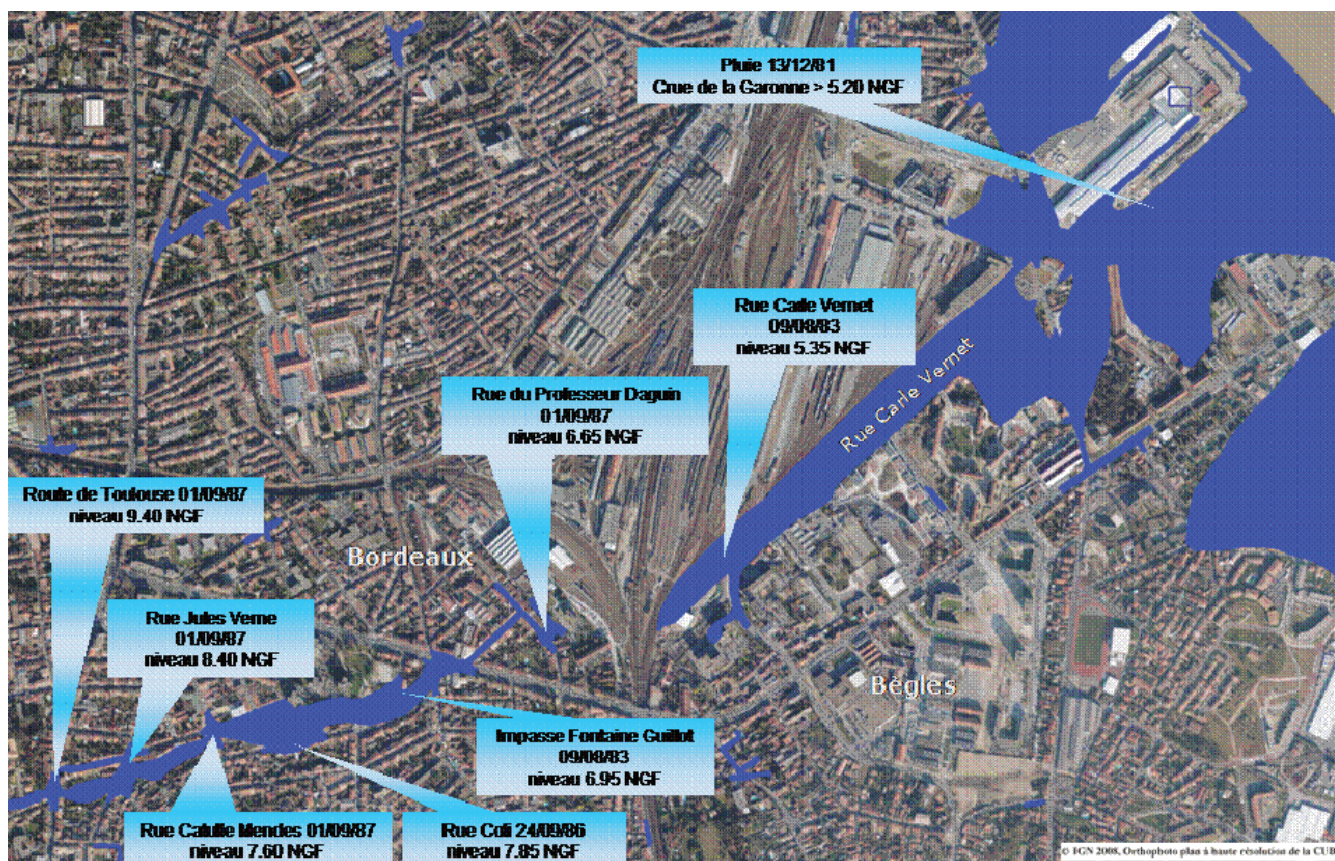 Pluie 13/12/81
Crue de la Garonne > 5.20 NGF
Rue Carle Vernet
09/08/83
niveau 5.35 NGF
Rue Carle Vernet
Rue du Professeur Daguin
01/09/87
niveau 6.65 NGF
Route de Toulouse 01/09/87
niveau 9.40 NGF
Bordeaux
Rue Jules Verne
01/09/87
niveau 8.40 NGF
Bègles
Impasse Fontaine Guillot
09/08/83
niveau 6.95 NGF
Rue Catulle Mendes 01/09/87
niveau 7.60 NGF
Rue Coli 24/09/86
niveau 7.85 NGF
© IGN 2008, Orthophoto plan à haute résolution de la CUB